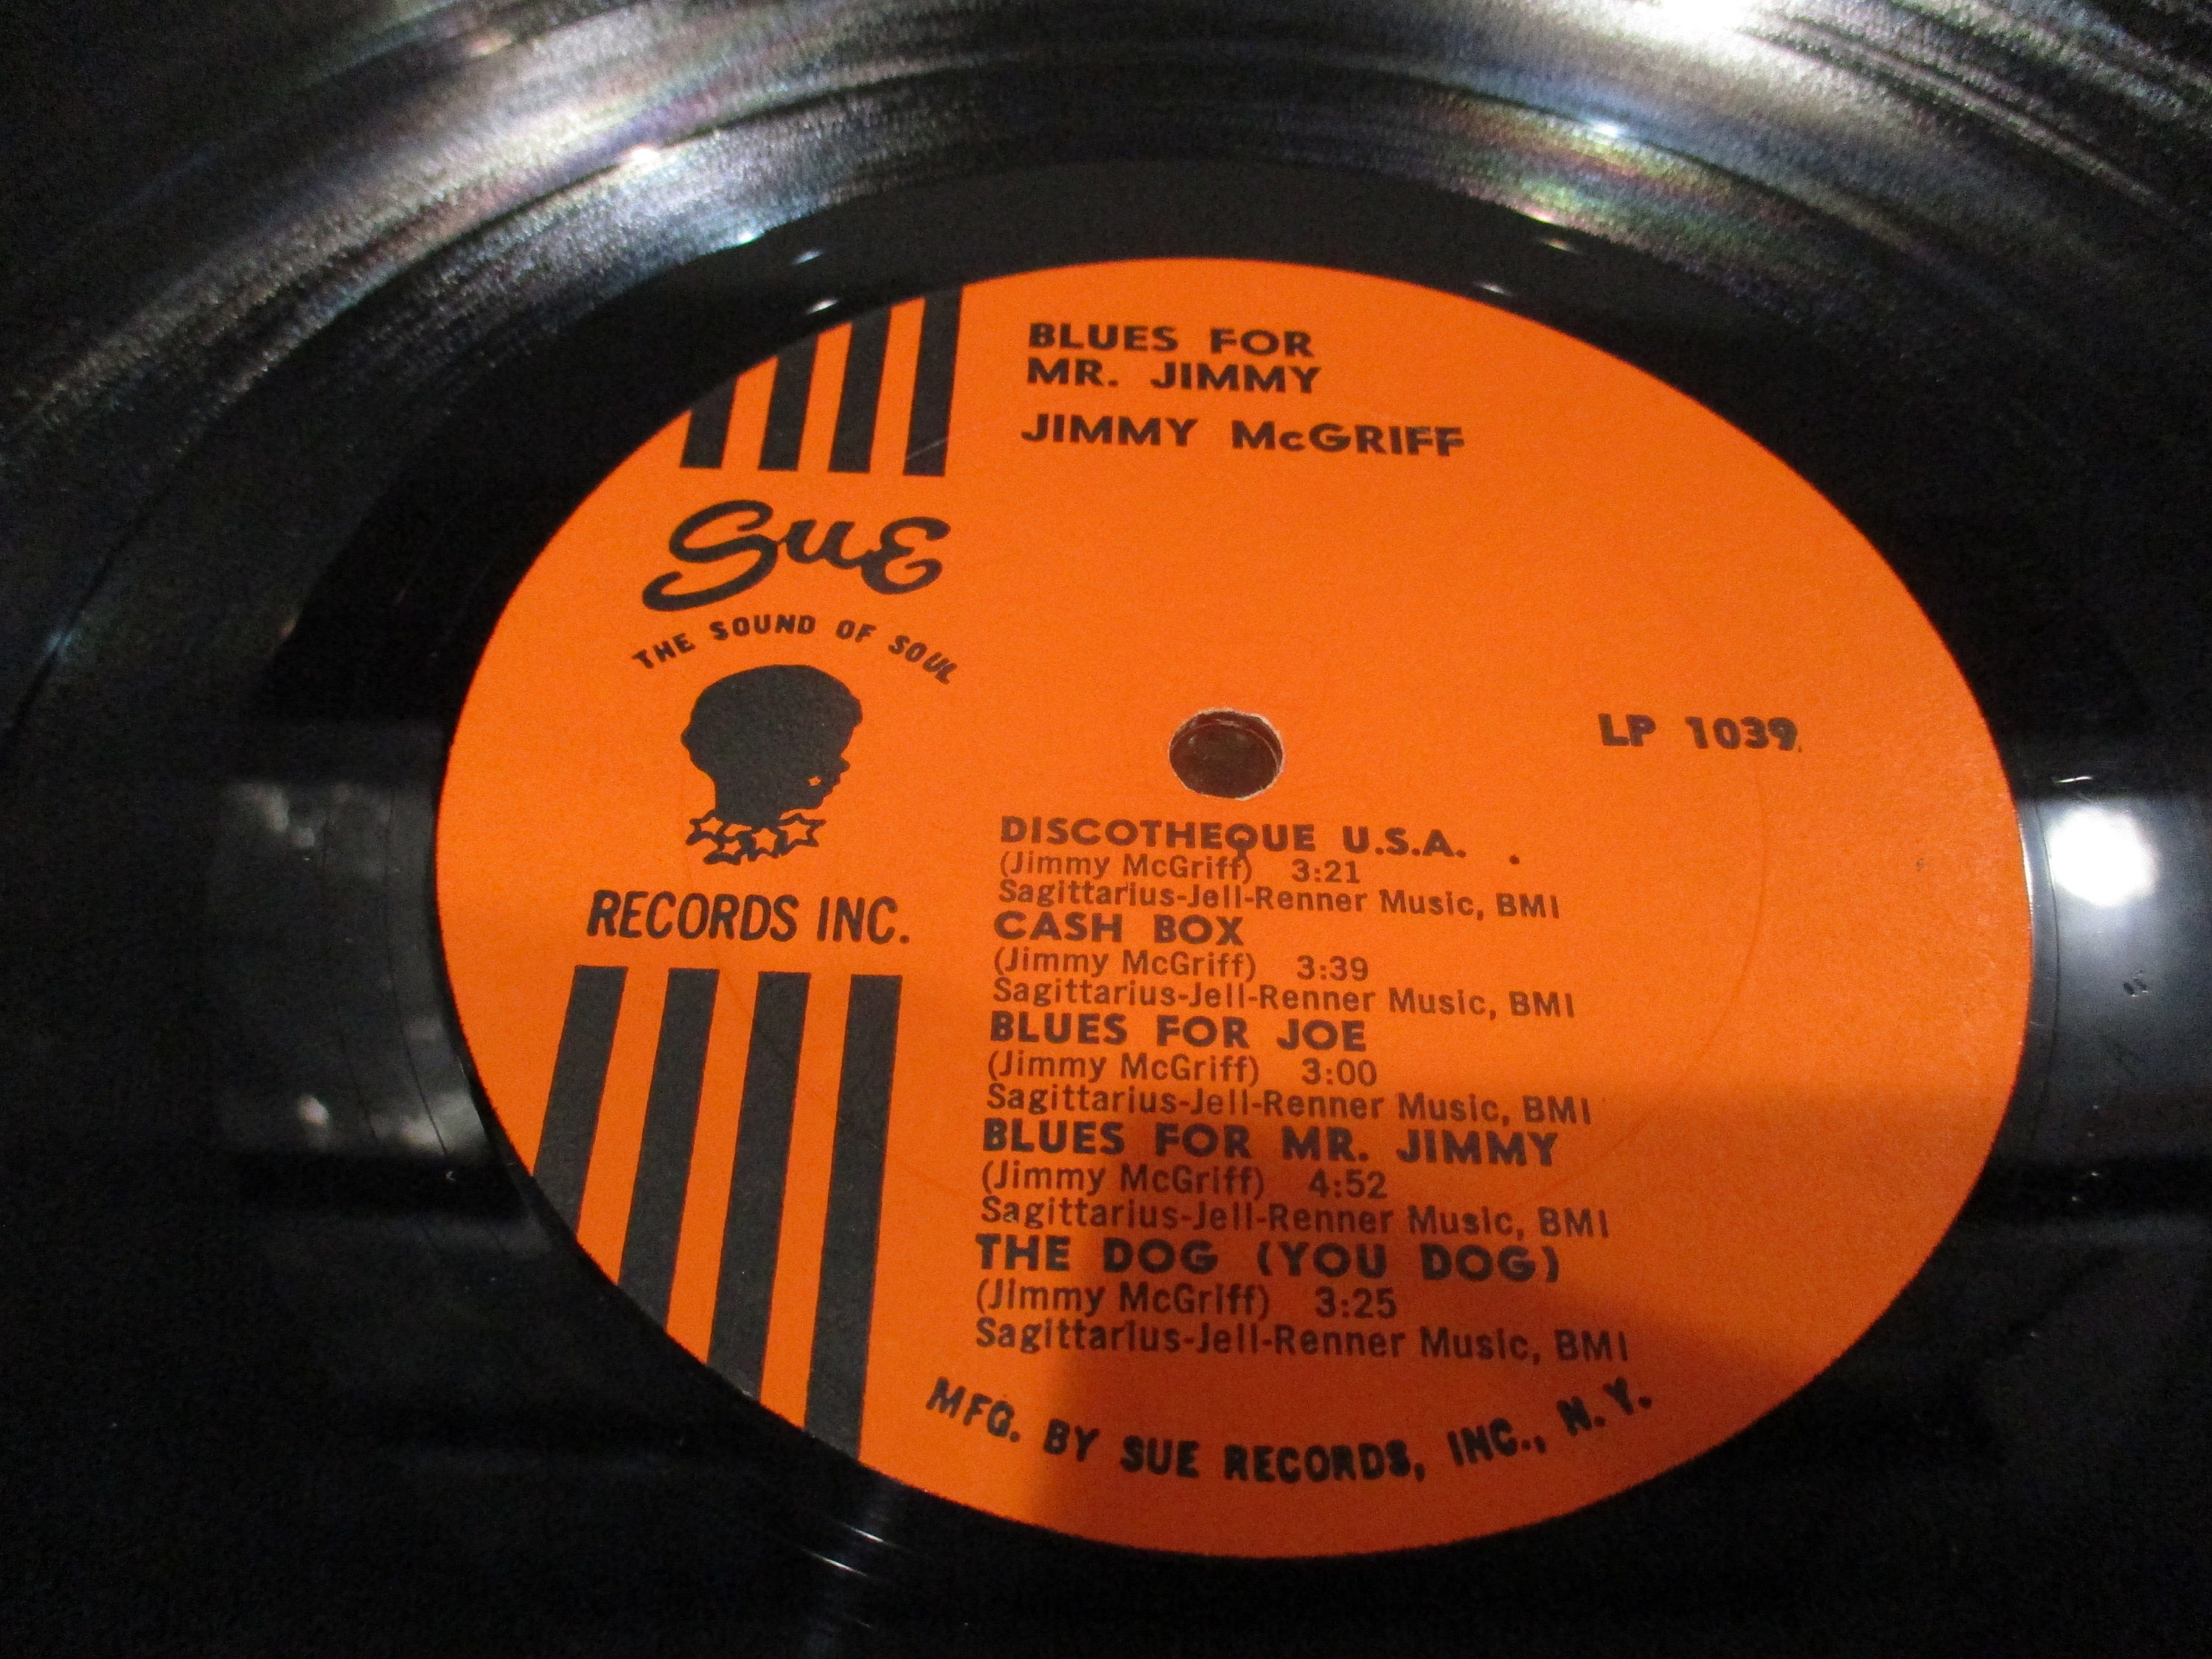 BLUES FOR
MR. JIMMY
JIMMY McGRIFF
Sue
THE SOUND OF SOUL
RECORDS INC.
LP 1039
DISCOTHEQUE U.S.A.
(Jimmy McGriff) 3:21
Sagittarius-Jell-Renner Music, BMI
CASH BOX
(Jimmy McGriff) 3:39
Sagittarius-Jell-Renner Music, BMI
BLUES FOR JOE
(Jimmy McGriff) 3:00
Sagittarius-Jell-Renner Music, BMI
BLUES FOR MR. JIMMY
(Jimmy McGriff) 4:52
Sagittarius-Jell-Renner Music, BMI
THE DOG (YOU DOG)
(Jimmy McGriff) 3:25
Sagittarius-Jell-Renner Music, BMI
MFG. BY SUE RECORDS, INC., N.Y.